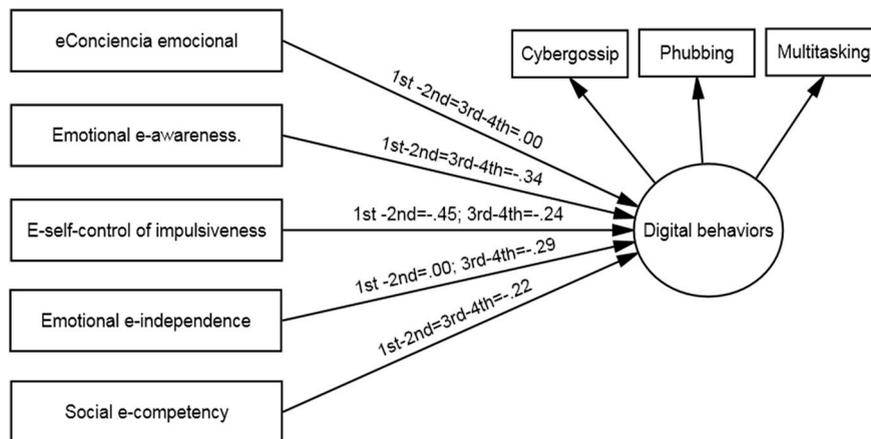 eConciencia emocional
Cybergossip
Phubbing
Multitasking
1st -2nd=3rd-4th=.00
Emotional e-awareness.
1st-2nd=3rd-4th=-.34
E-self-control of impulsiveness
1st -2nd=-.45; 3rd-4th=-.24
Digital behaviors
1st -2nd=.00; 3rd-4th=-.29
Emotional e-independence
1st-2nd=3rd-4th=-.22
Social e-competency